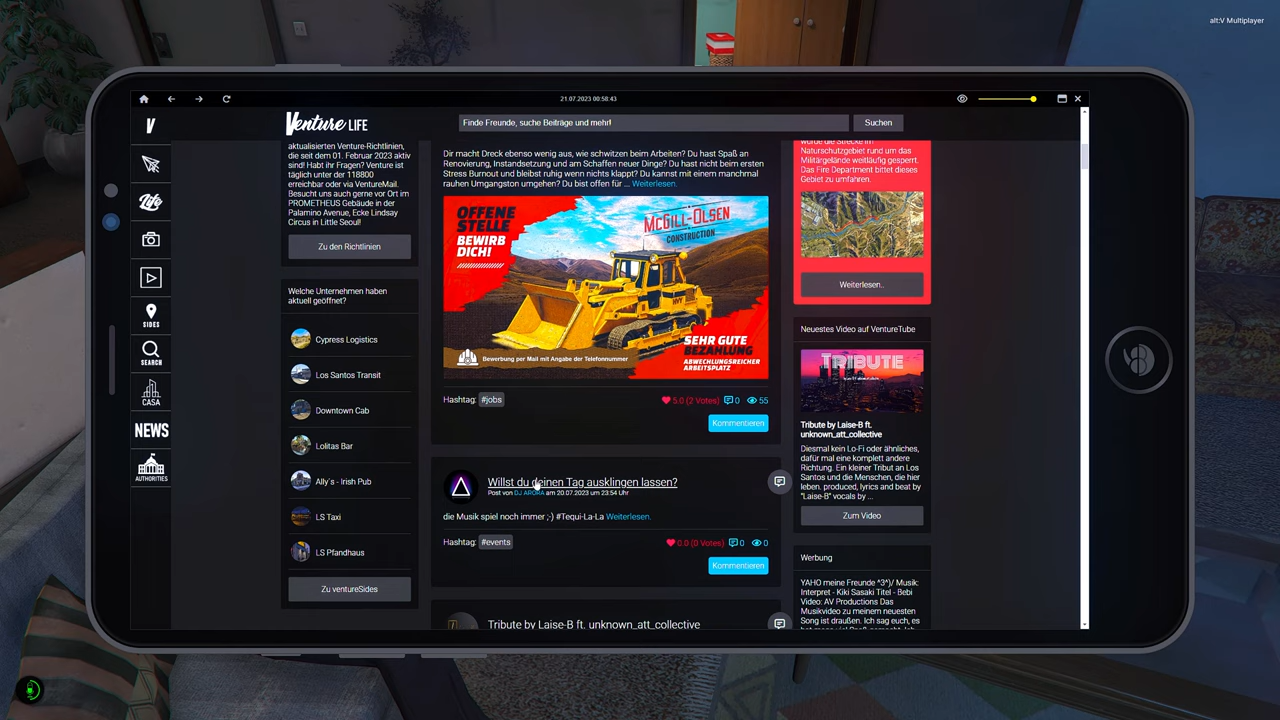 alt:V Multiplayer
21.07.2023 00:58:43
V
Life
SIDES
SEARCH
CASA
NEWS
AUTHORITIES
Venture LIFE
Finde Freunde, suche Beiträge und mehr!
Suchen
aktualisierten Venture-Richtlinien,
die seit dem 01. Februar 2023 aktiv
sind! Habt ihr Fragen? Venture ist
täglich unter der 118800
erreichbar oder via VentureMail.
Besucht uns auch gerne vor Ort im
PROMETHEUS Gebäude in der
Palamino Avenue, Ecke Lindsay
Circus in Little Seoul!
Zu den Richtlinien
Welche Unternehmen haben
aktuell geöffnet?
Cypress Logistics
Los Santos Transit
Downtown Cab
Lolitas Bar
Ally's - Irish Pub
LS Taxi
LS Pfandhaus
Zu ventureSides
Dir macht Dreck ebenso wenig aus, wie schwitzen beim Arbeiten? Du hast Spaß an
Renovierung, Instandsetzung und am Schaffen neuer Dinge? Du hast nicht beim ersten
Stress Burnout und bleibst ruhig wenn nichts klappt? Du kannst mit einem manchmal
rauhen Umgangston umgehen? Du bist offen für ... Weiterlesen.
OFFENE
STELLE
BEWIRB
DICH!
McGILL-OLSEN
CONSTRUCTION
HVY
SEHR GUTE
BEZAHLUNG
ABWECHLUNGSREICHER
ARBEITSPLATZ
Bewerbung per Mail mit Angabe der Telefonnummer
Hashtag: #jobs
5.0 (2 Votes) 0 55
Kommentieren
Willst du deinen Tag ausklingen lassen?
Post von DJ ARORA am 20.07.2023 um 23:54 Uhr
die Musik spiel noch immer ;-) #Tequi-La-La Weiterlesen.
Hashtag: #events
0.0 (0 Votes) 0 0
Kommentieren
Tribute by Laise-B ft. unknown_att_collective
wurde die Strecke im
Naturschutzgebiet rund um das
Militärgelände weitläufig gesperrt.
Das Fire Department bittet dieses
Gebiet zu umfahren.
Weiterlesen..
Neuestes Video auf VentureTube
TRIBUTE
Tribute by Laise-B ft.
unknown_att_collective
Diesmal kein Lo-Fi oder ähnliches,
dafür mal eine komplett andere
Richtung. Ein kleiner Tribut an Los
Santos und die Menschen, die hier
leben. produced, lyrics and beat by
"Laise-B" vocals by ...
Zum Video
Werbung
YAHO meine Freunde ^3^)/ Musik:
Interpret - Kiki Sasaki Titel - Bebi
Video: AV Productions Das
Musikvideo zu meinem neuesten
Song ist draußen. Ich sag euch, es